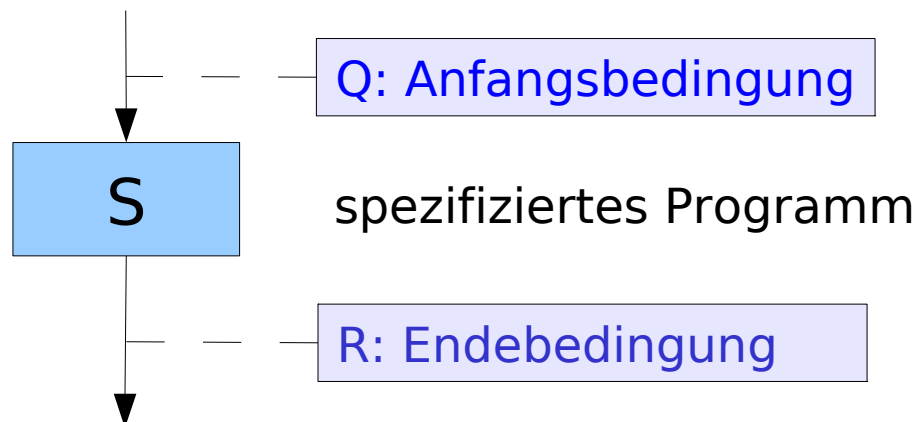 Q: Anfangsbedingung
S
spezifiziertes Programm
R: Endebedingung